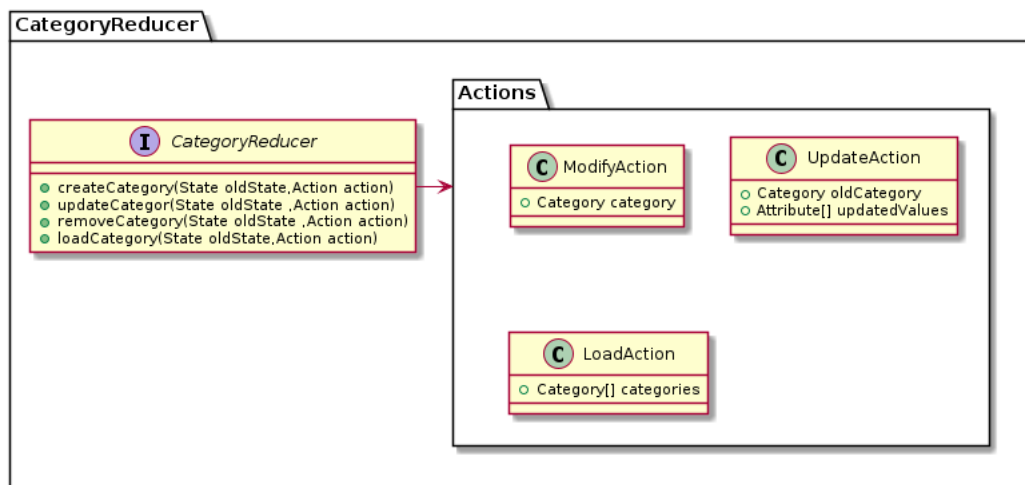 CategoryReducer
Actions
I CategoryReducer
createCategory(State oldState,Action action)
updateCategor(State oldState ,Action action)
removeCategory(State oldState ,Action action)
loadCategory(State oldState,Action action)
C ModifyAction
Category category
C UpdateAction
Category oldCategory
Attribute[] updatedValues
C LoadAction
Category[] categories